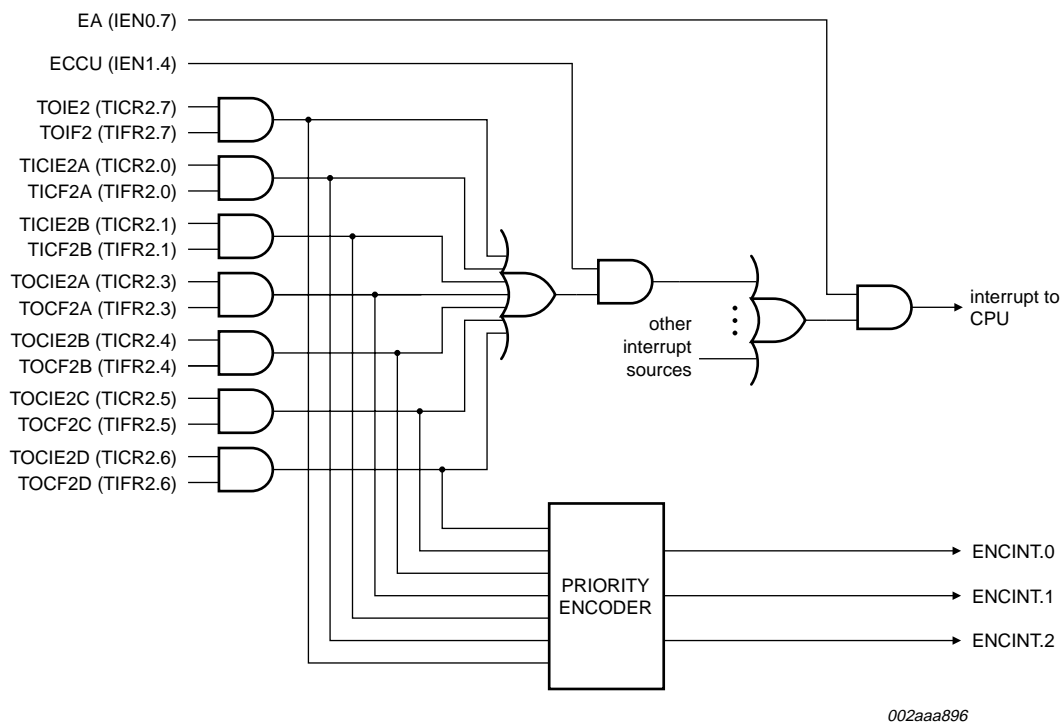 EA (IEN0.7)
ECCU (IEN1.4)
TOIE2 (TICR2.7)
TOIF2 (TIFR2.7)
TICIE2A (TICR2.0)
TICF2A (TIFR2.0)
TICIE2B (TICR2.1)
TICF2B (TIFR2.1)
TOCIE2A (TICR2.3)
TOCF2A (TIFR2.3)
TOCIE2B (TICR2.4)
TOCF2B (TIFR2.4)
TOCIE2C (TICR2.5)
TOCF2C (TIFR2.5)
TOCIE2D (TICR2.6)
TOCF2D (TIFR2.6)
other
interrupt
sources
interrupt to
CPU
PRIORITY
ENCODER
ENCINT.0
ENCINT.1
ENCINT.2
002aaa896